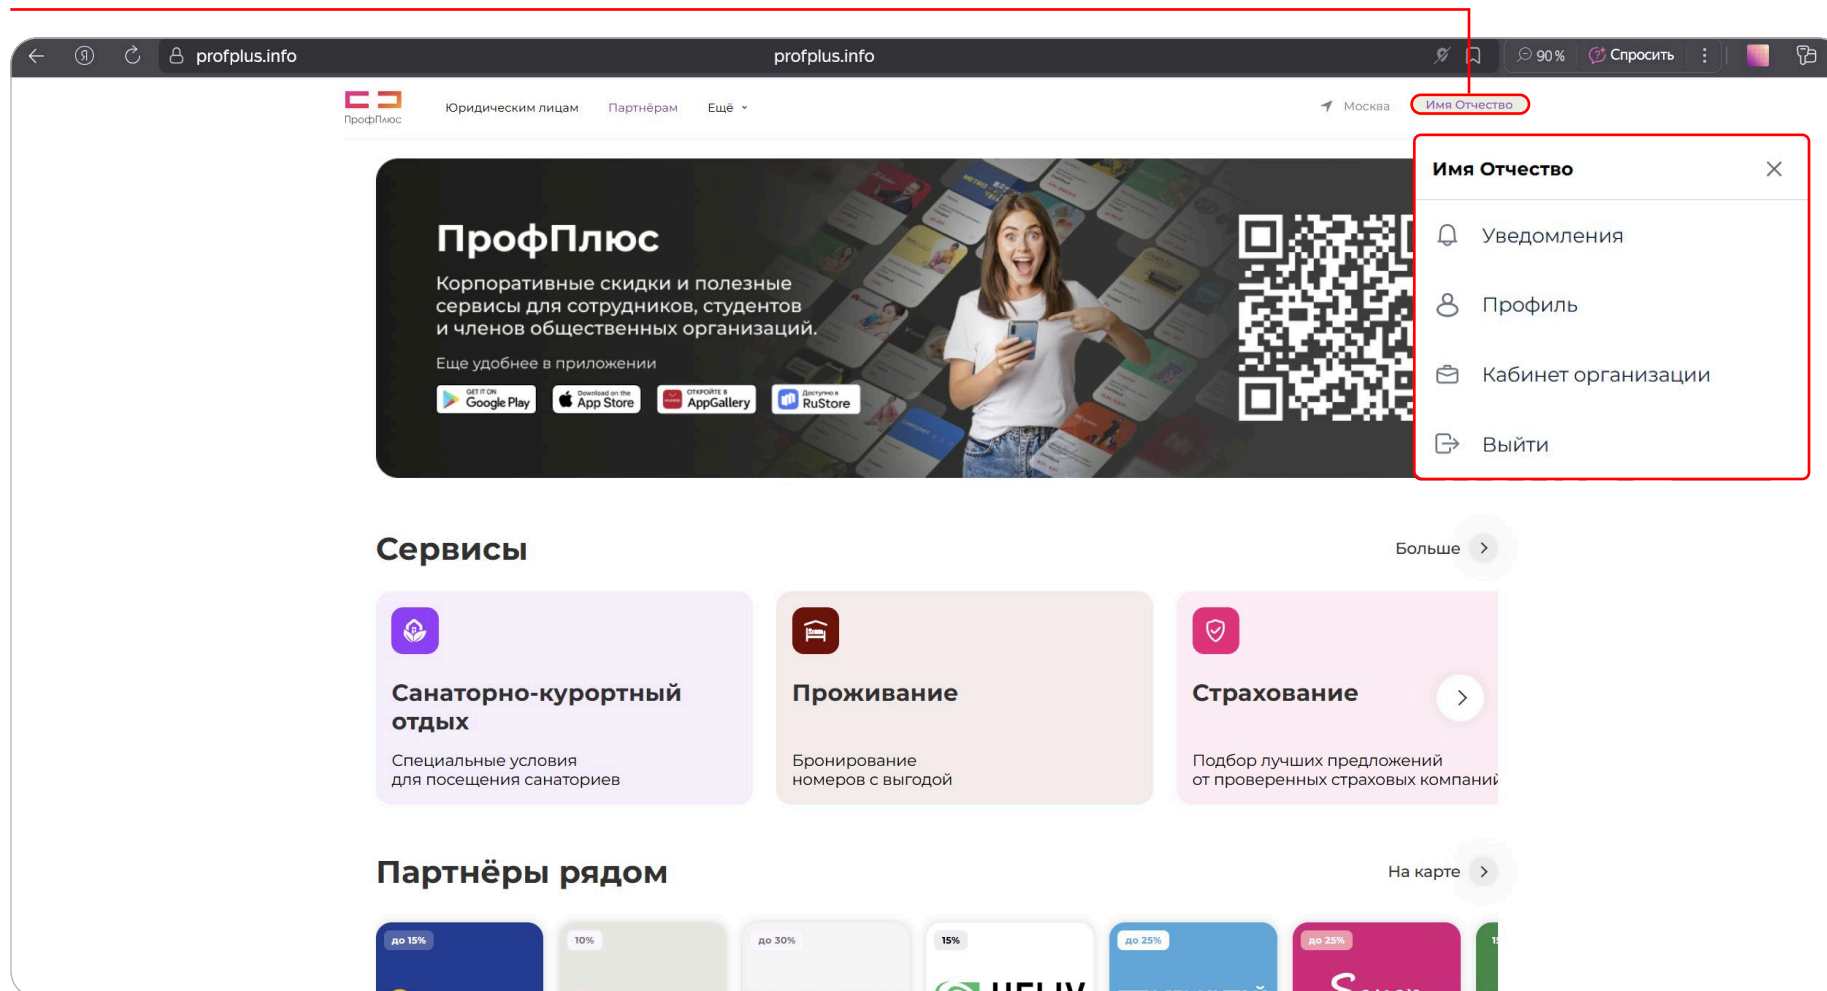 profplus.info
profplus.info
90 %
Спросить
ПрофПлюс
Юридическим лицам
Партнёрам
Ещё
Москва
Имя Отчество
Имя Отчество
Уведомления
Профиль
Кабинет организации
Выйти
ПрофПлюс
Корпоративные скидки и полезные
сервисы для сотрудников, студентов
и членов общественных организаций.
Еще удобнее в приложении
GET IT ON
Google Play
Download on the
App Store
ОТКРОЙТЕ В
AppGallery
Доступно в
RuStore
METRO
Сервисы
Больше
Санаторно-курортный
отдых
Специальные условия
для посещения санаториев
Проживание
Бронирование
номеров с выгодой
Страхование
Подбор лучших предложений
от проверенных страховых компаний
Партнёры рядом
На карте
до 15%
10%
до 30%
15%
до 25%
до 25%